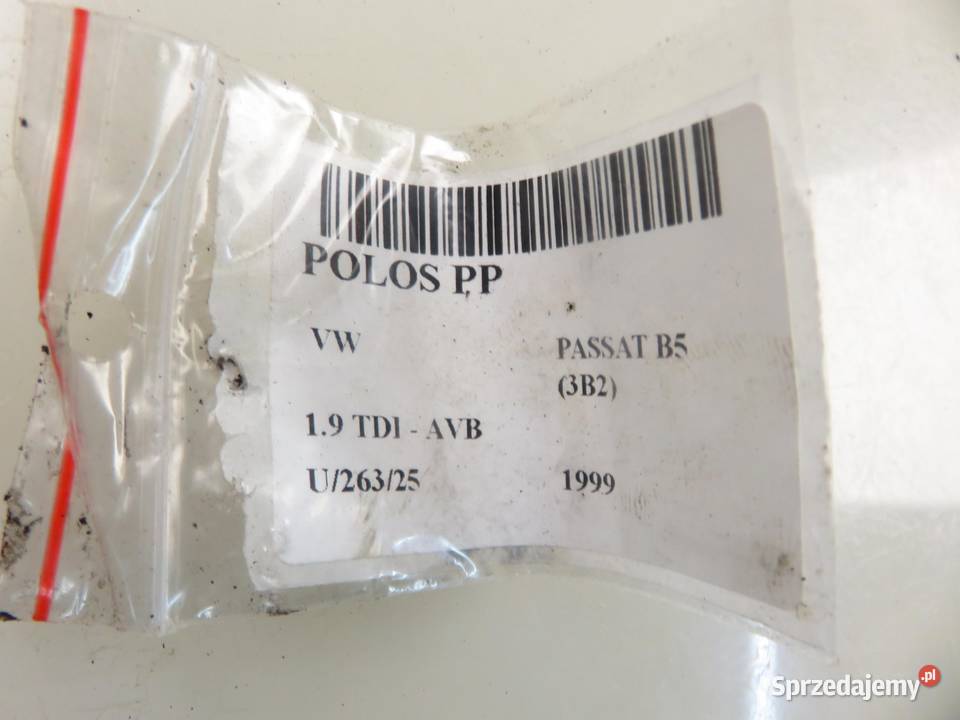 POLOS PP
VW
PASSAT B5
(3B2)
1.9 TDI - AVB
U/263/25
1999
Sprzedajemy.pl